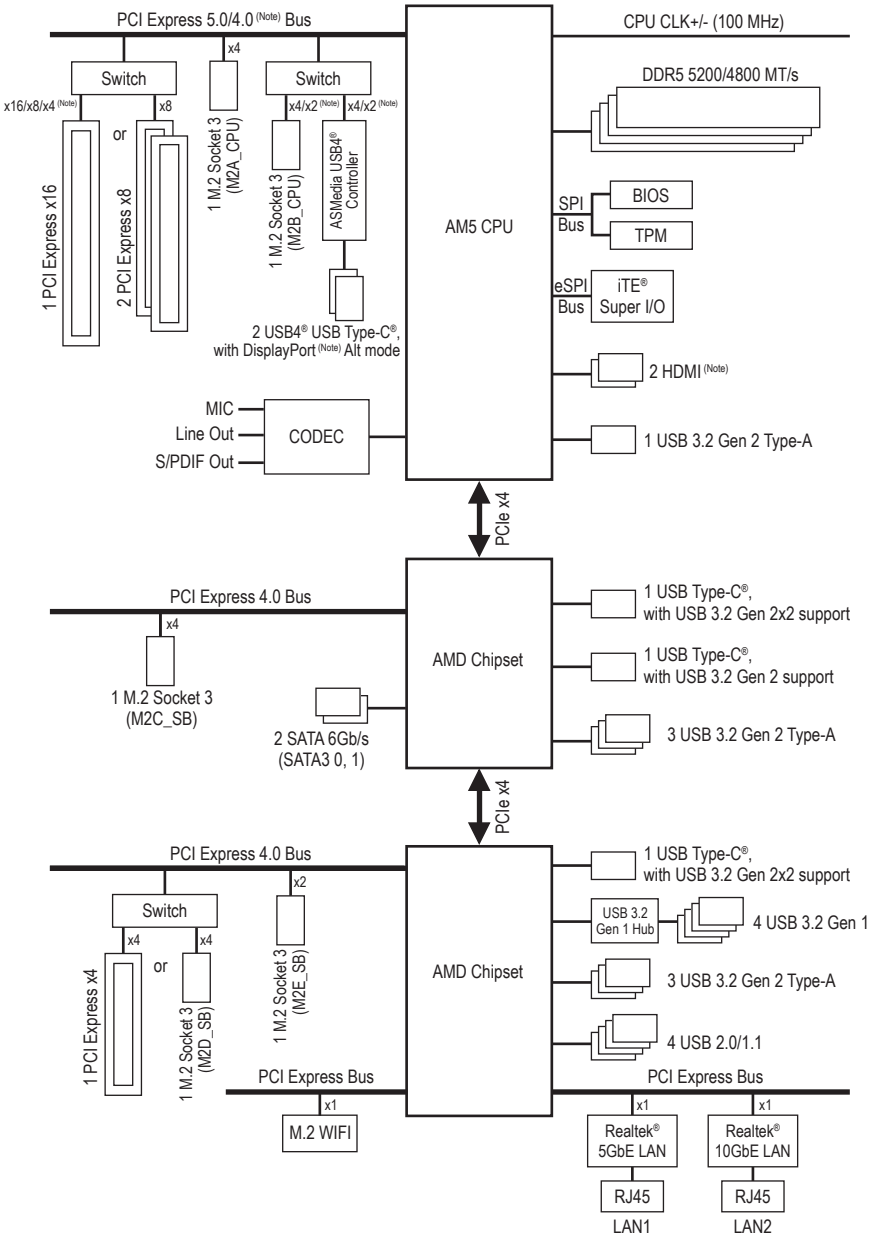 PCI Express 5.0/4.0 (Note) Bus
CPU CLK+/- (100 MHz)
x4
Switch
Switch
DDR5 5200/4800 MT/s
x16/x8/x4 (Note)
x8
x4/x2 (Note)
x4/x2 (Note)
or
1 PCI Express x16
2 PCI Express x8
1 M.2 Socket 3
(M2A_CPU)
1 M.2 Socket 3
(M2B_CPU)
ASMedia USB4®
Controller
2 USB4® USB Type-C®,
with DisplayPort (Note) Alt mode
AM5 CPU
SPI
Bus
BIOS
TPM
eSPI
Bus
iTE®
Super I/O
2 HDMI (Note)
1 USB 3.2 Gen 2 Type-A
MIC
Line Out
S/PDIF Out
CODEC
PCIe x4
PCI Express 4.0 Bus
x4
1 M.2 Socket 3
(M2C_SB)
2 SATA 6Gb/s
(SATA3 0, 1)
AMD Chipset
1 USB Type-C®,
with USB 3.2 Gen 2x2 support
1 USB Type-C®,
with USB 3.2 Gen 2 support
3 USB 3.2 Gen 2 Type-A
PCIe x4
PCI Express 4.0 Bus
Switch
x2
x4
x4
or
1 PCI Express x4
1 M.2 Socket 3
(M2D_SB)
1 M.2 Socket 3
(M2E_SB)
AMD Chipset
1 USB Type-C®,
with USB 3.2 Gen 2x2 support
USB 3.2
Gen 1 Hub
4 USB 3.2 Gen 1
3 USB 3.2 Gen 2 Type-A
4 USB 2.0/1.1
PCI Express Bus
x1
M.2 WIFI
PCI Express Bus
x1
x1
Realtek®
5GbE LAN
Realtek®
10GbE LAN
RJ45
RJ45
LAN1
LAN2